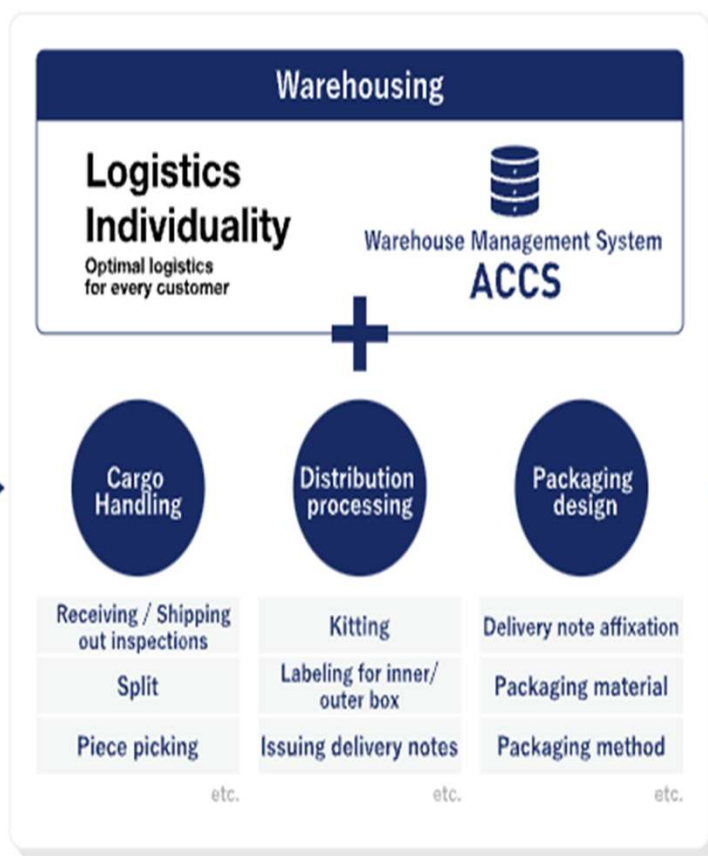 Warehousing
Logistics
Individuality
Optimal logistics
for every customer
Warehouse Management System
ACCS
Cargo
Handling
Distribution
processing
Packaging
design
Receiving / Shipping
out inspections
Split
Piece picking
etc.
Kitting
Labeling for inner/
outer box
Issuing delivery notes
etc.
Delivery note affixation
Packaging material
Packaging method
etc.